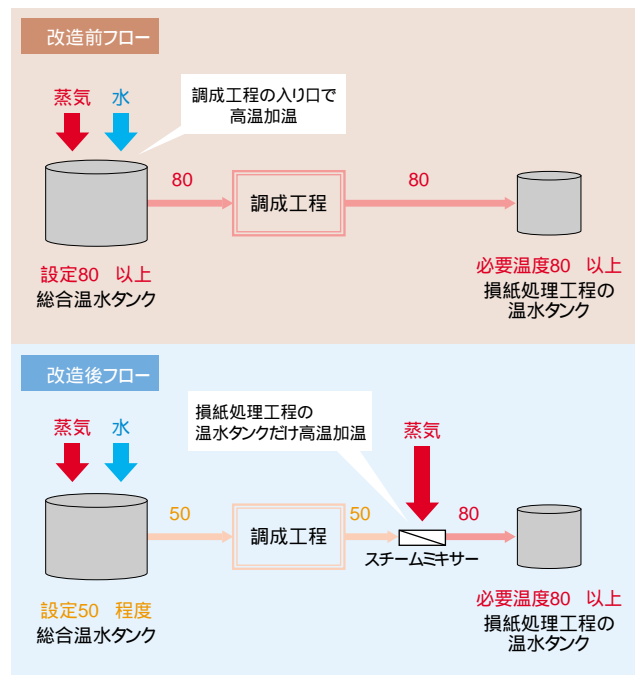 改造前フロー
蒸気 水
調成工程の入り口で
高温加温
80
調成工程
80
設定80 以上
総合温水タンク
必要温度80 以上
損紙処理工程の
温水タンク
改造後フロー
損紙処理工程の
温水タンクだけ高温加温
蒸気 水
蒸気
50
調成工程
50
80
スチームミキサー
設定50 程度
総合温水タンク
必要温度80 以上
損紙処理工程の
温水タンク